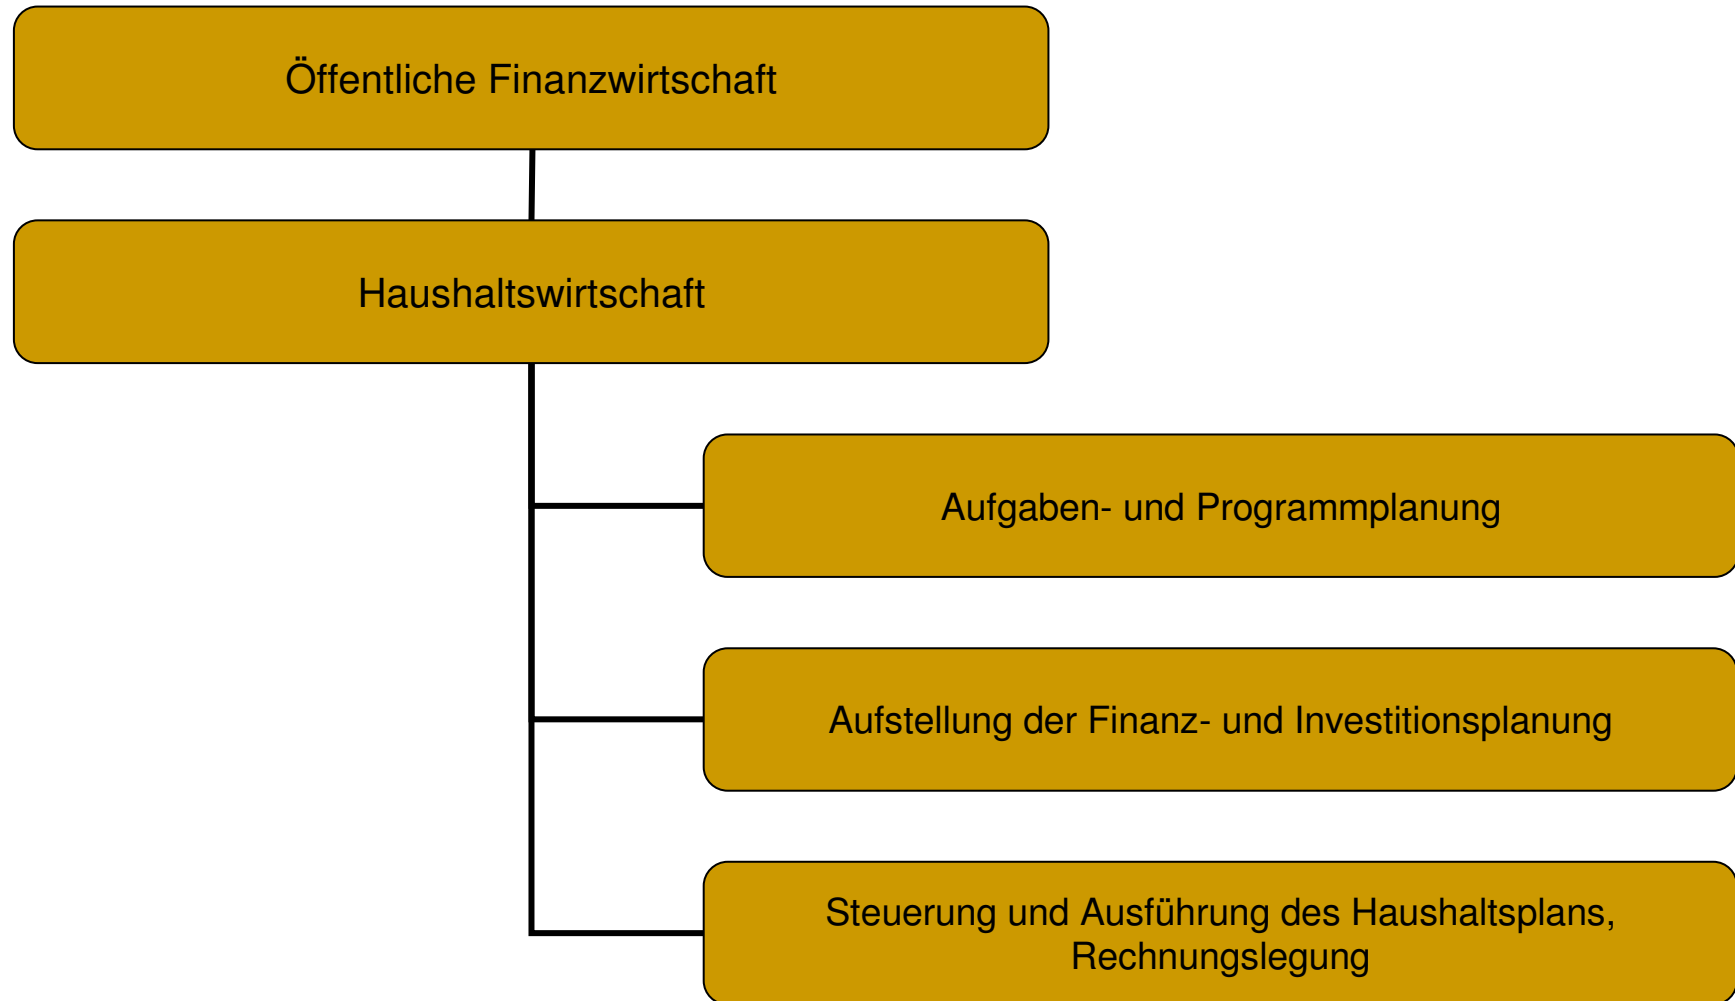 Öffentliche Finanzwirtschaft
Haushaltswirtschaft
Aufgaben- und Programmplanung
Aufstellung der Finanz- und Investitionsplanung
Steuerung und Ausführung des Haushaltsplans,
Rechnungslegung